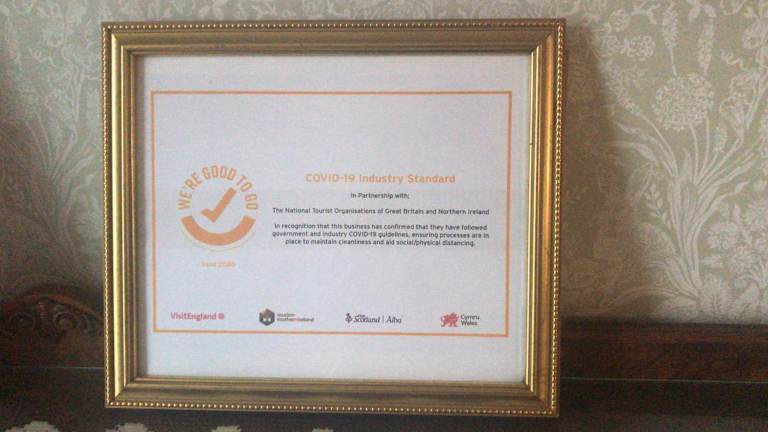 WE'RE GOOD TO GO
COVID-19 Industry Standard
In Partnership with;
The National Tourist Organisations of Great Britain and Northern Ireland
In recognition that this business has confirmed that they have followed
government and industry COVID-19 guidelines, ensuring processes are in
place to maintain cleanliness and aid social/physical distancing.
June 2020
VisitEngland
tourism
northernireland
Scotland | Alba
Cymru
Wales